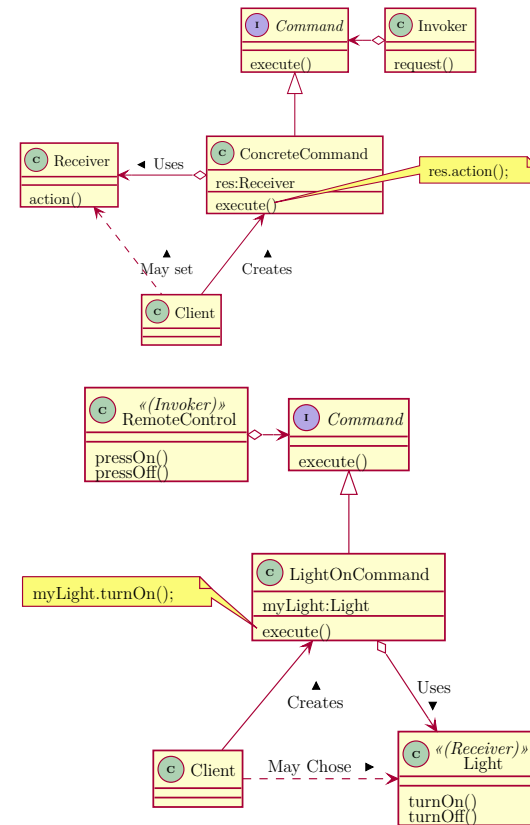 I Command
C Invoker
execute()
request()
C Receiver
◄ Uses
C ConcreteCommand
res:Receiver
res.action();
action()
execute()
▲
May set
▲
Creates
C Client
«(Invoker)»
C RemoteControl
I Command
pressOn()
pressOff()
execute()
C LightOnCommand
myLight.turnOn();
myLight:Light
execute()
▲
Creates
Uses
▼
C Client
May Chose ►
«(Receiver)»
C Light
turnOn()
turnOff()